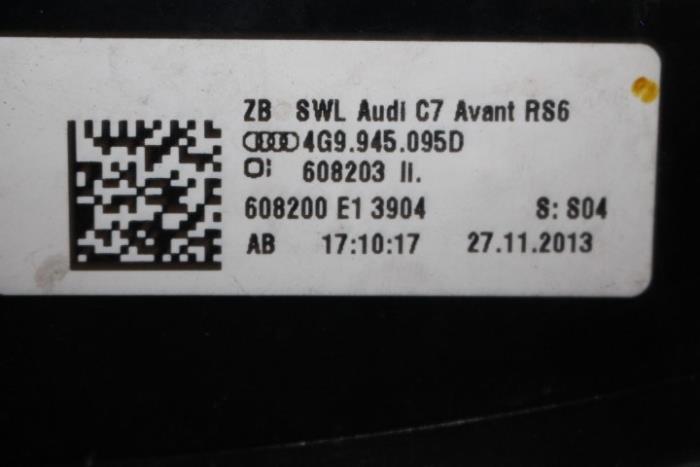 ZB SWL Audi C7 Avant RS6
4G9.945.095D
608203 II.
608200 E1 3904 S: S04
AB 17:10:17 27.11.2013